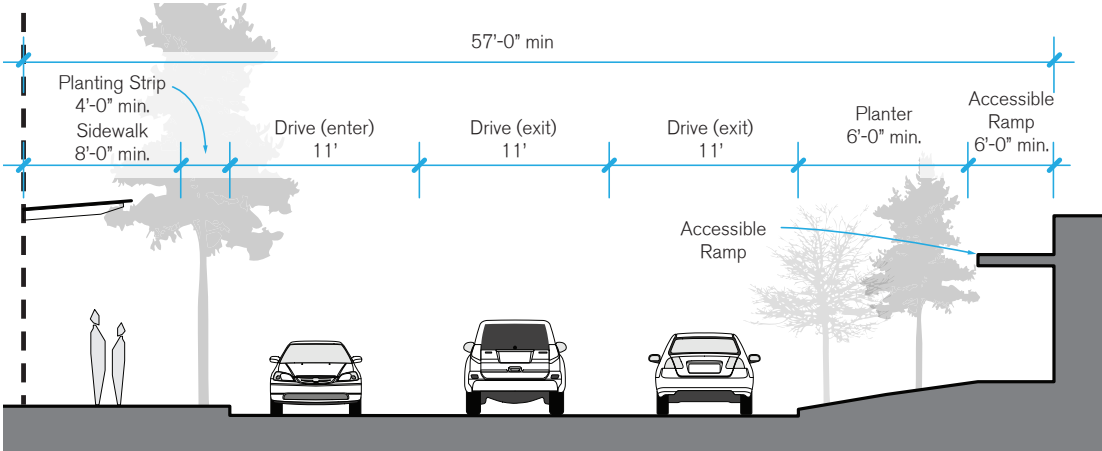 57’-0” min
Planting Strip
4’-0” min.
Sidewalk
8’-0” min.
Drive (enter)
11’
Drive (exit)
11’
Drive (exit)
11’
Planter
6’-0” min.
Accessible
Ramp
6’-0” min.
Accessible
Ramp